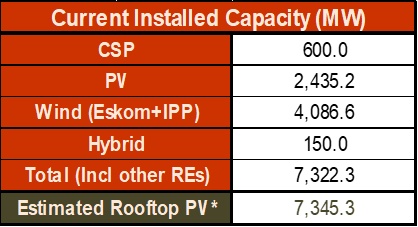 Current Installed Capacity (MW)
CSP 600.0
PV 2,435.2
Wind (Eskom+IPP) 4,086.6
Hybrid 150.0
Total (Incl other REs) 7,322.3
Estimated Rooftop PV* 7,345.3